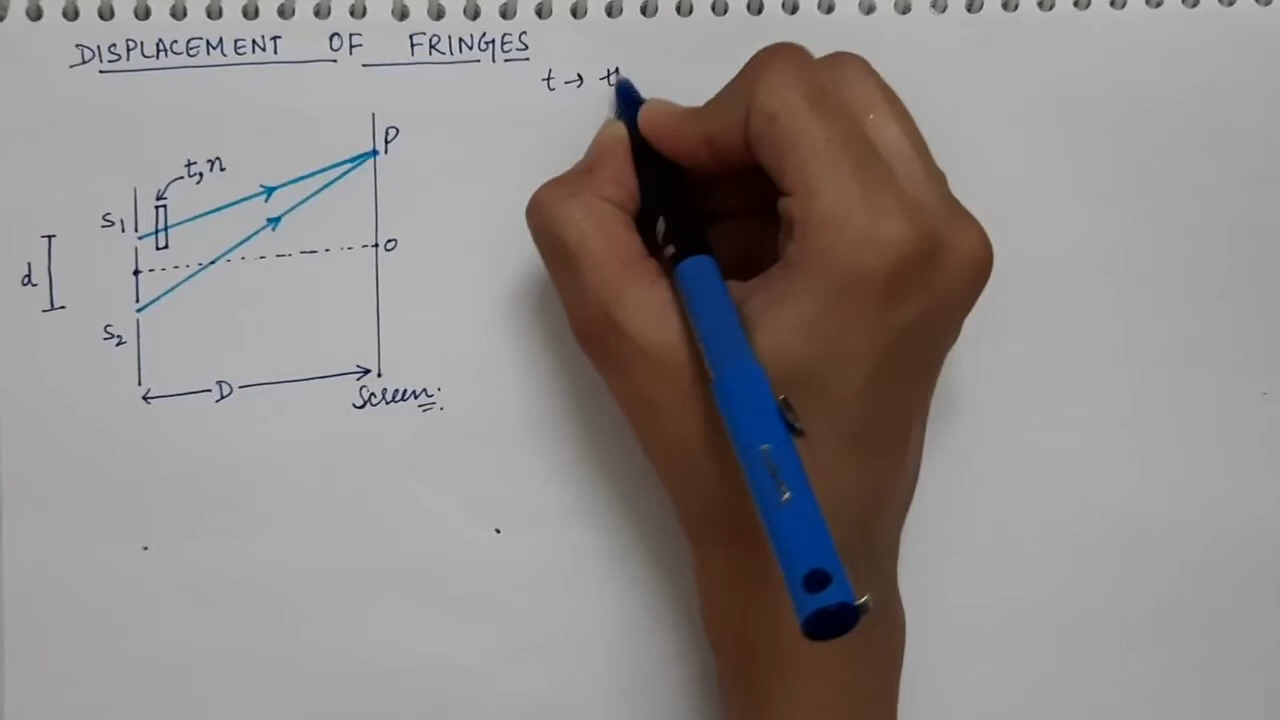 DISPLACEMENT OF FRINGES
t → t
P
t, n
S1
O
d
S2
D
Screen